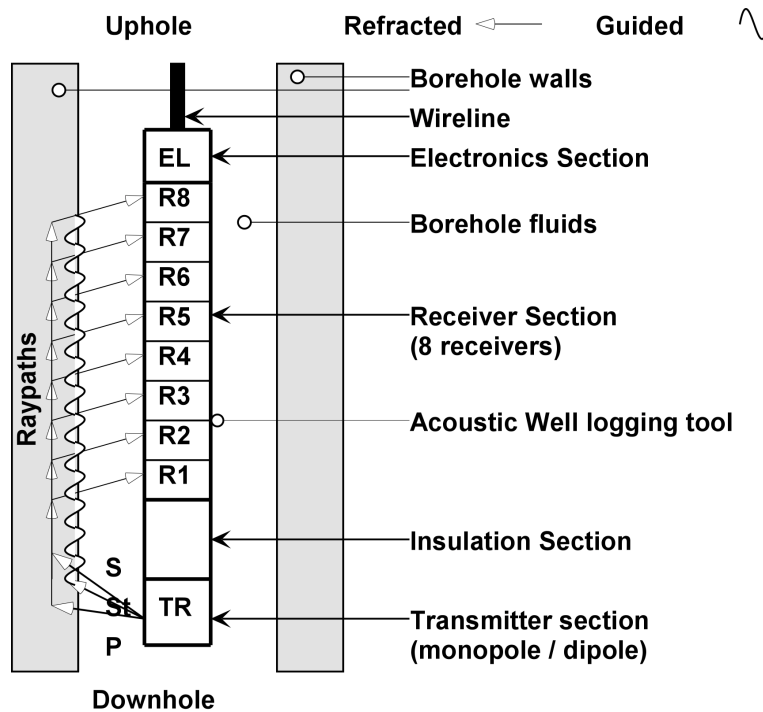 Uphole
Refracted
Guided
Borehole walls
Wireline
EL
Electronics Section
R8
R7
Borehole fluids
R6
R5
Receiver Section
(8 receivers)
R4
R3
R2
Acoustic Well logging tool
R1
Raypaths
Insulation Section
S
St
P
TR
Transmitter section
(monopole / dipole)
Downhole